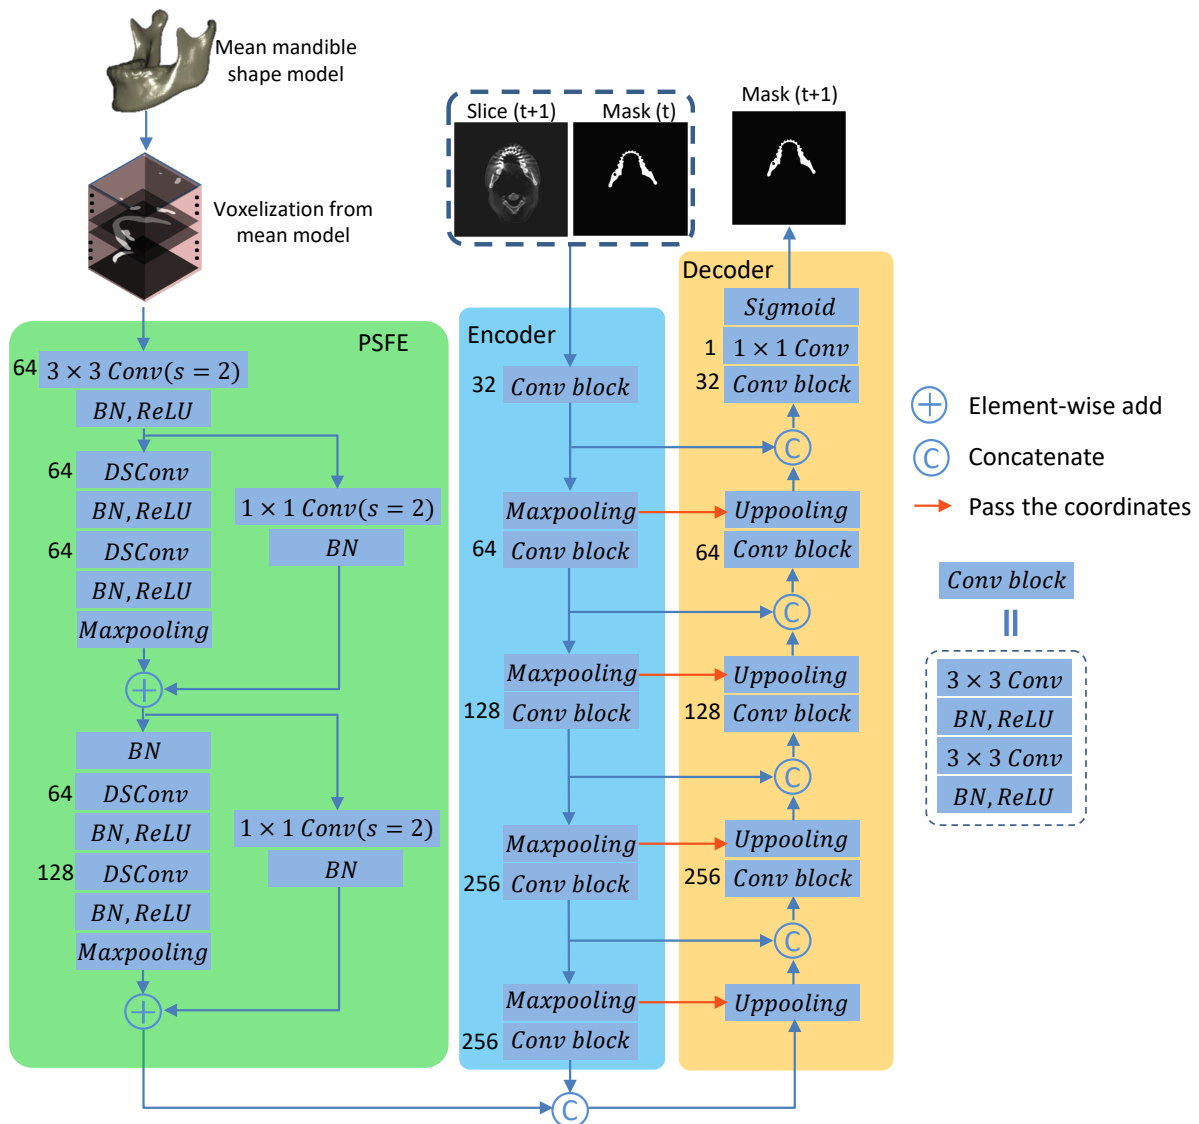 Mean mandible
shape model
Voxelization from
mean model
PSFE
64
3 × 3 Conv(s = 2)
BN, ReLU
64
DSConv
BN, ReLU
64
DSConv
BN, ReLU
Maxpooling
1 × 1 Conv(s = 2)
BN
+
BN
64
DSConv
BN, ReLU
128
DSConv
BN, ReLU
Maxpooling
1 × 1 Conv(s = 2)
BN
+
Slice (t+1)
Mask (t)
Encoder
32
Conv block
Maxpooling
64
Conv block
Maxpooling
128
Conv block
Maxpooling
256
Conv block
Maxpooling
256
Conv block
C
Mask (t+1)
Decoder
Sigmoid
1
1 × 1 Conv
32
Conv block
C
Uppooling
64
Conv block
C
Uppooling
128
Conv block
C
Uppooling
256
Conv block
C
Uppooling
+
Element-wise add
C
Concatenate
Pass the coordinates
Conv block
=
3 × 3 Conv
BN, ReLU
3 × 3 Conv
BN, ReLU